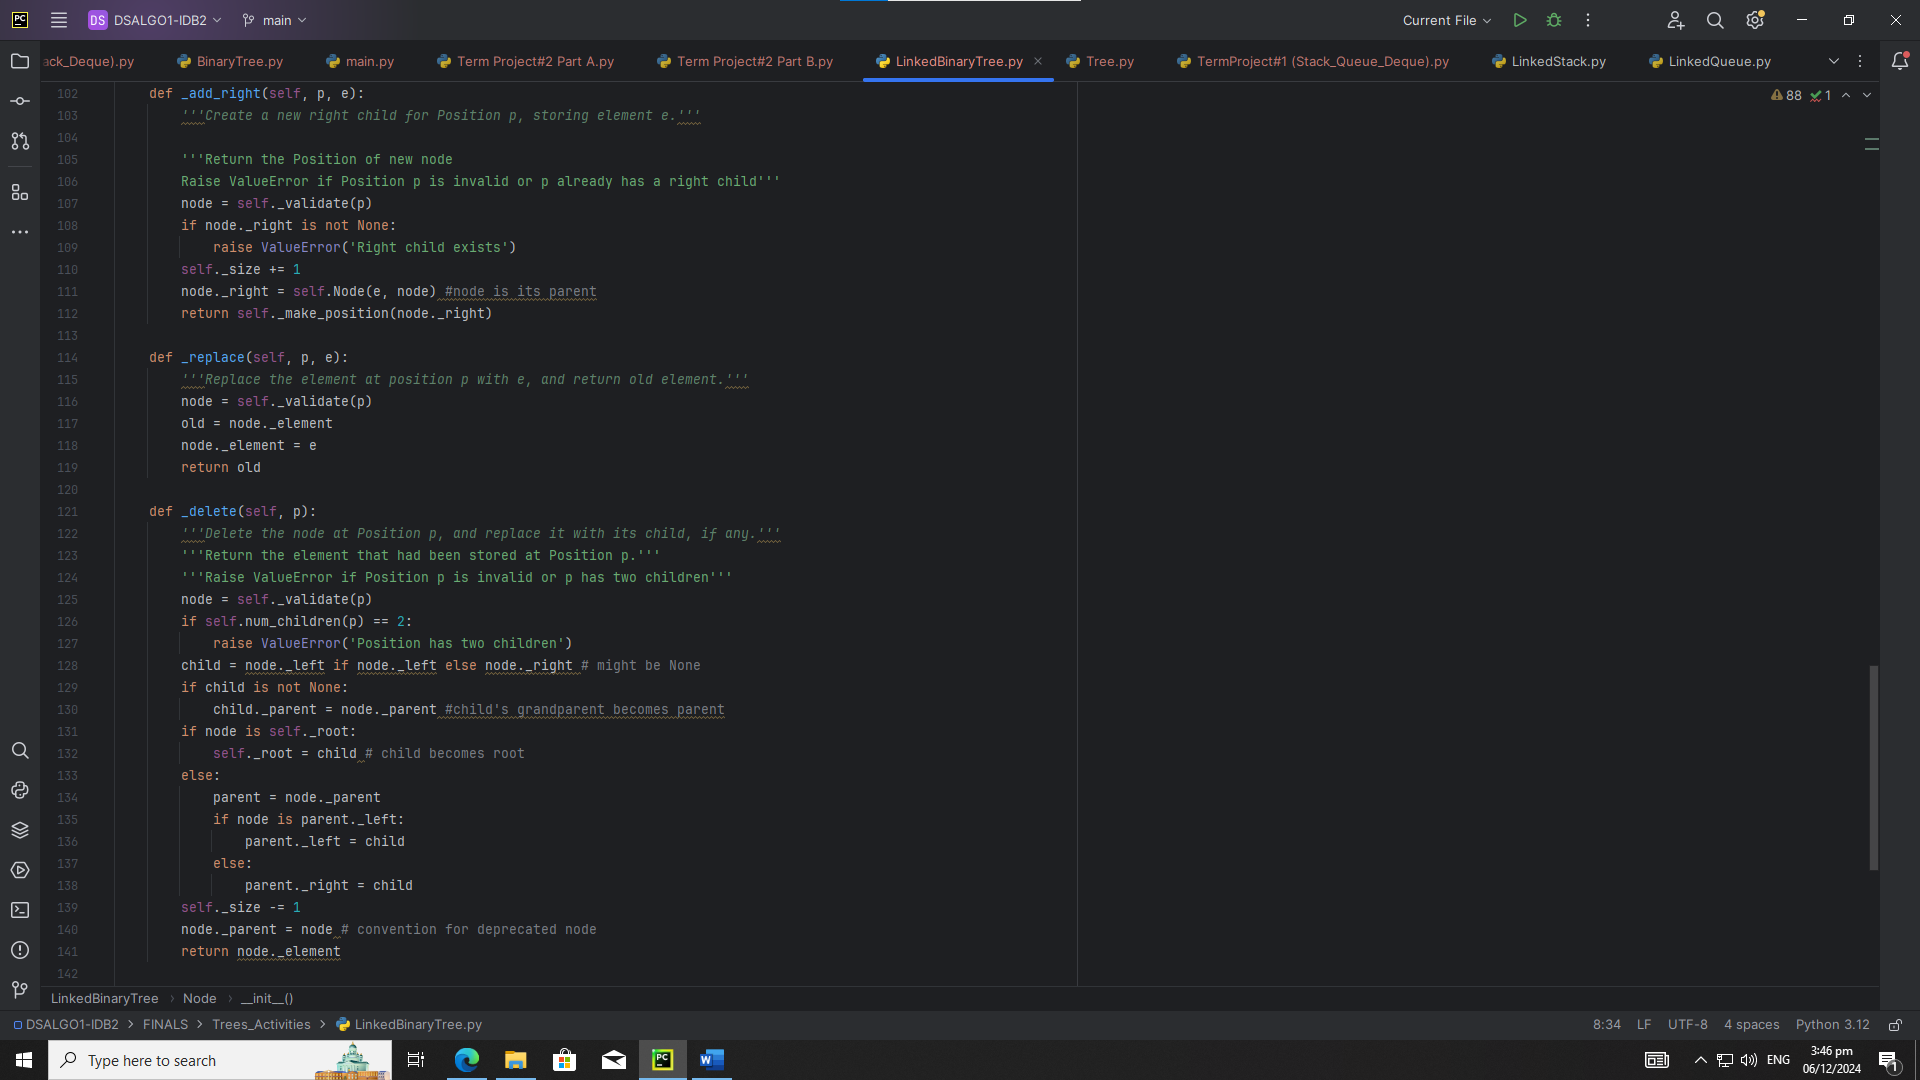 PC DS DSALGO1-IDB2 main Current File
ack_Deque).py BinaryTree.py main.py Term Project#2 Part A.py Term Project#2 Part B.py LinkedBinaryTree.py Tree.py TermProject#1 (Stack_Queue_Deque).py LinkedStack.py LinkedQueue.py
88 1
102 def _add_right(self, p, e):
103 '''Create a new right child for Position p, storing element e.'''
104
105 '''Return the Position of new node
106 Raise ValueError if Position p is invalid or p already has a right child'''
107 node = self._validate(p)
108 if node._right is not None:
109 raise ValueError('Right child exists')
110 self._size += 1
111 node._right = self.Node(e, node) #node is its parent
112 return self._make_position(node._right)
113
114 def _replace(self, p, e):
115 '''Replace the element at position p with e, and return old element.'''
116 node = self._validate(p)
117 old = node._element
118 node._element = e
119 return old
120
121 def _delete(self, p):
122 '''Delete the node at Position p, and replace it with its child, if any.'''
123 '''Return the element that had been stored at Position p.'''
124 '''Raise ValueError if Position p is invalid or p has two children'''
125 node = self._validate(p)
126 if self.num_children(p) == 2:
127 raise ValueError('Position has two children')
128 child = node._left if node._left else node._right # might be None
129 if child is not None:
130 child._parent = node._parent #child's grandparent becomes parent
131 if node is self._root:
132 self._root = child # child becomes root
133 else:
134 parent = node._parent
135 if node is parent._left:
136 parent._left = child
137 else:
138 parent._right = child
139 self._size -= 1
140 node._parent = node # convention for deprecated node
141 return node._element
142
LinkedBinaryTree › Node › __init__()
DSALGO1-IDB2 > FINALS > Trees_Activities > LinkedBinaryTree.py 8:34 LF UTF-8 4 spaces Python 3.12
Type here to search PC W ENG 3:46 pm
06/12/2024 1